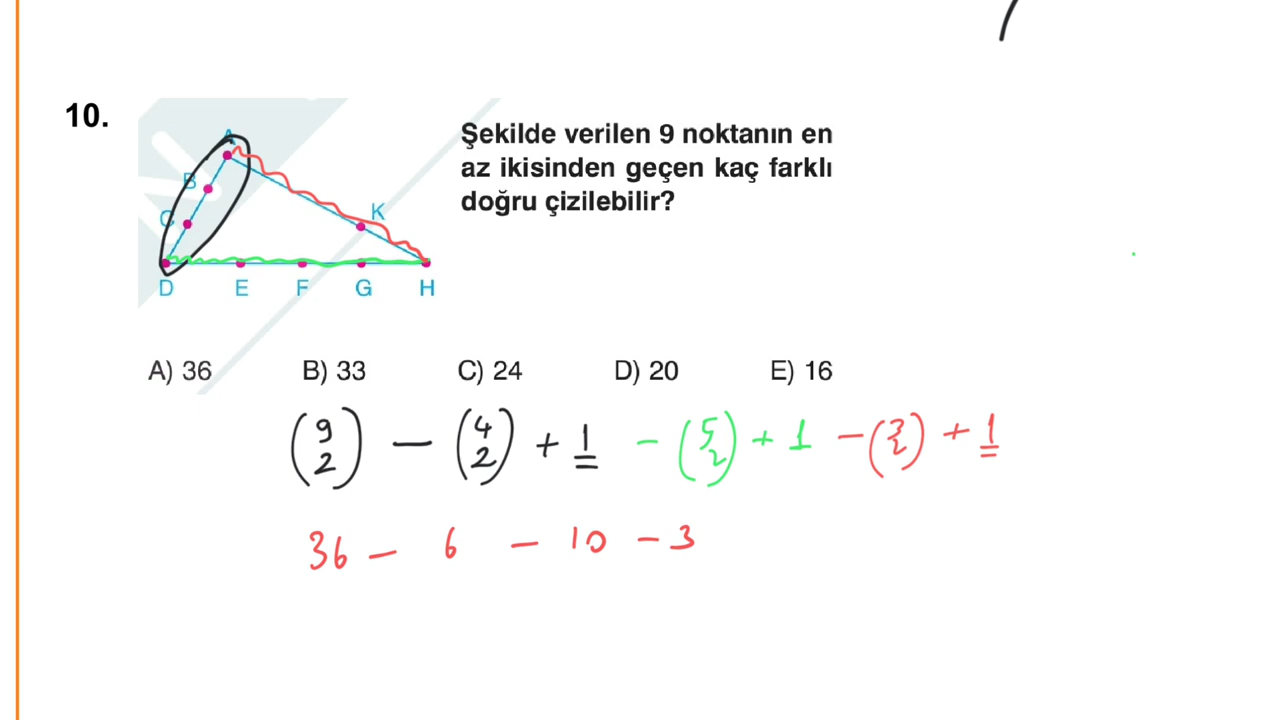 10.
Şekilde verilen 9 noktanın en
az ikisinden geçen kaç farklı
doğru çizilebilir?
A
B
C
K
D E F G H
A) 36 B) 33 C) 24 D) 20 E) 16
(9 2) − (4 2) + 1 − (5 2) + 1 − (3 2) + 1
36 − 6 − 10 − 3